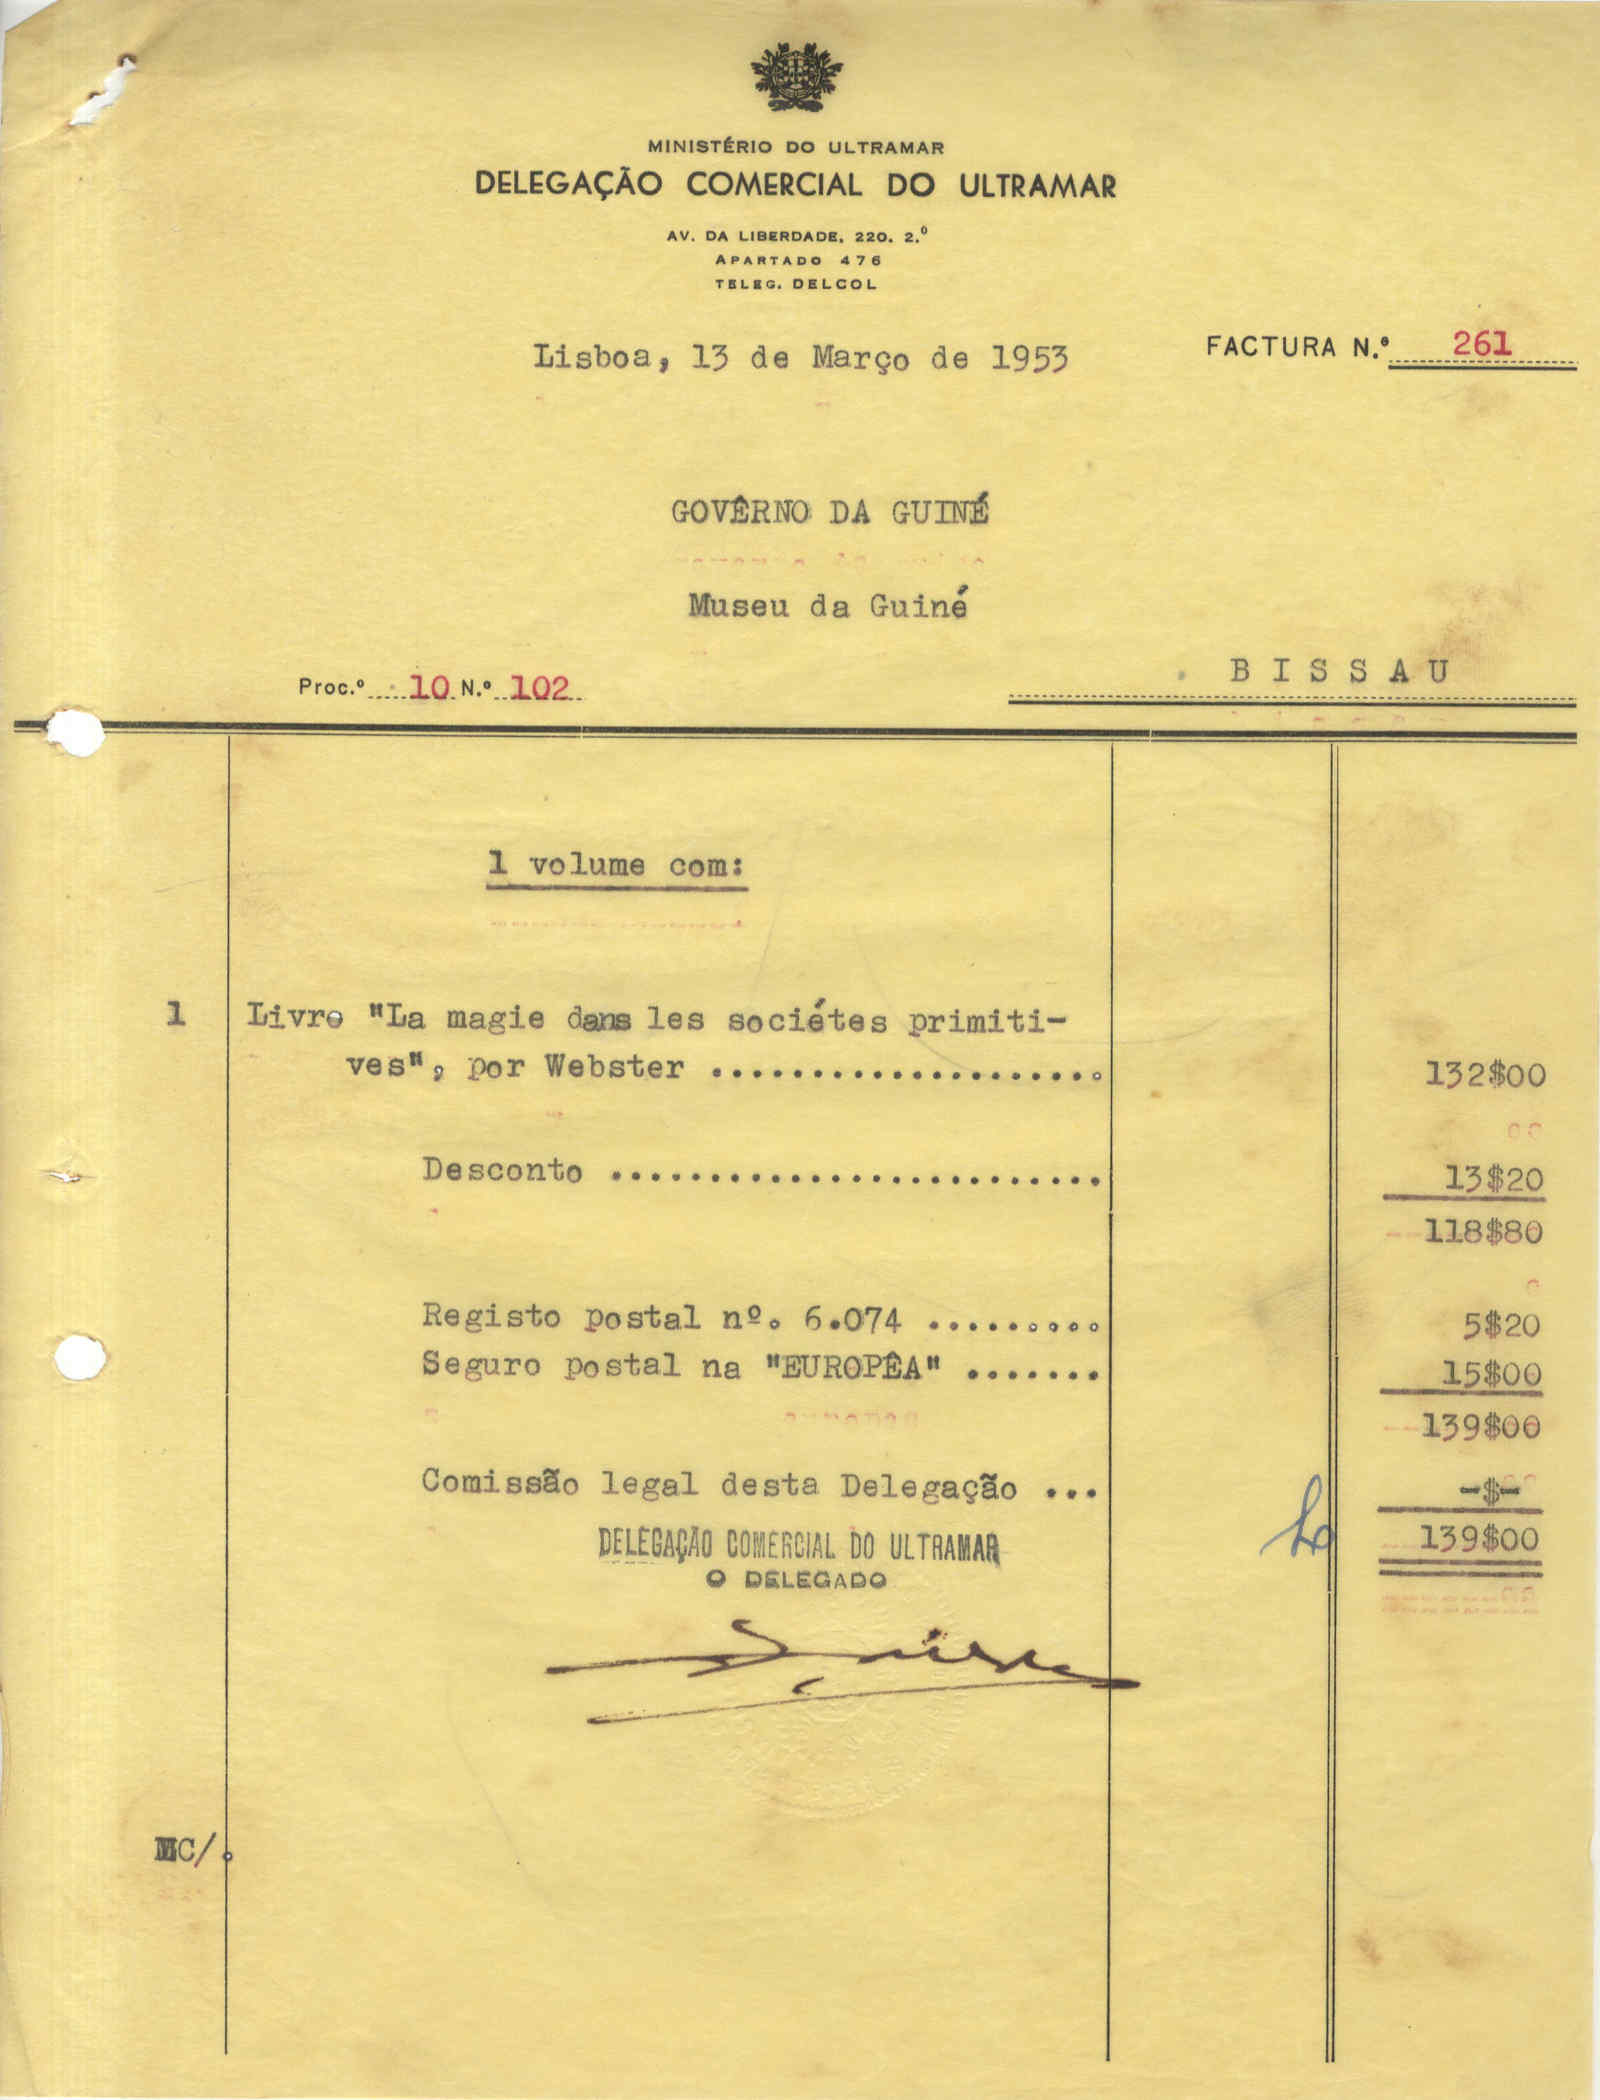 MINISTÉRIO DO ULTRAMAR
DELEGAÇÃO COMERCIAL DO ULTRAMAR
AV. DA LIBERDADE, 220, 2.º
APARTADO 476
TELEG. DELCOL
Lisboa, 13 de Março de 1953
FACTURA N.º 261
GOVÊRNO DA GUINÉ
Museu da Guiné
BISSAU
Proc.º 10 N.º 102
1 volume com:
1 Livro "La magie dans les sociétes primiti-
ves", por Webster .................... 132$00
Desconto ......................... 13$20
118$80
Registo postal nº. 6.074 ......... 5$20
Seguro postal na "EUROPÊA" ....... 15$00
139$00
Comissão legal desta Delegação ... -$-
139$00
DELEGAÇÃO COMERCIAL DO ULTRAMAR
O DELEGADO
MC/.